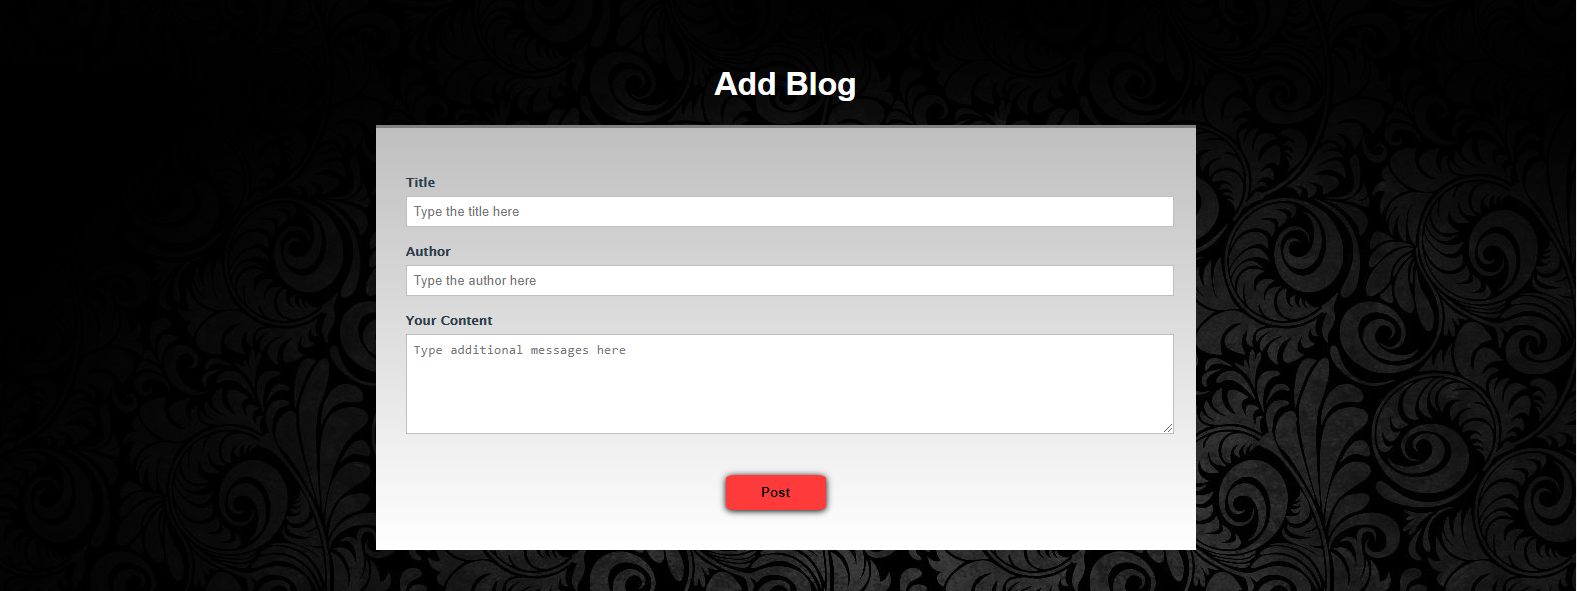 Add Blog
Title
Type the title here
Author
Type the author here
Your Content
Type additional messages here
Post